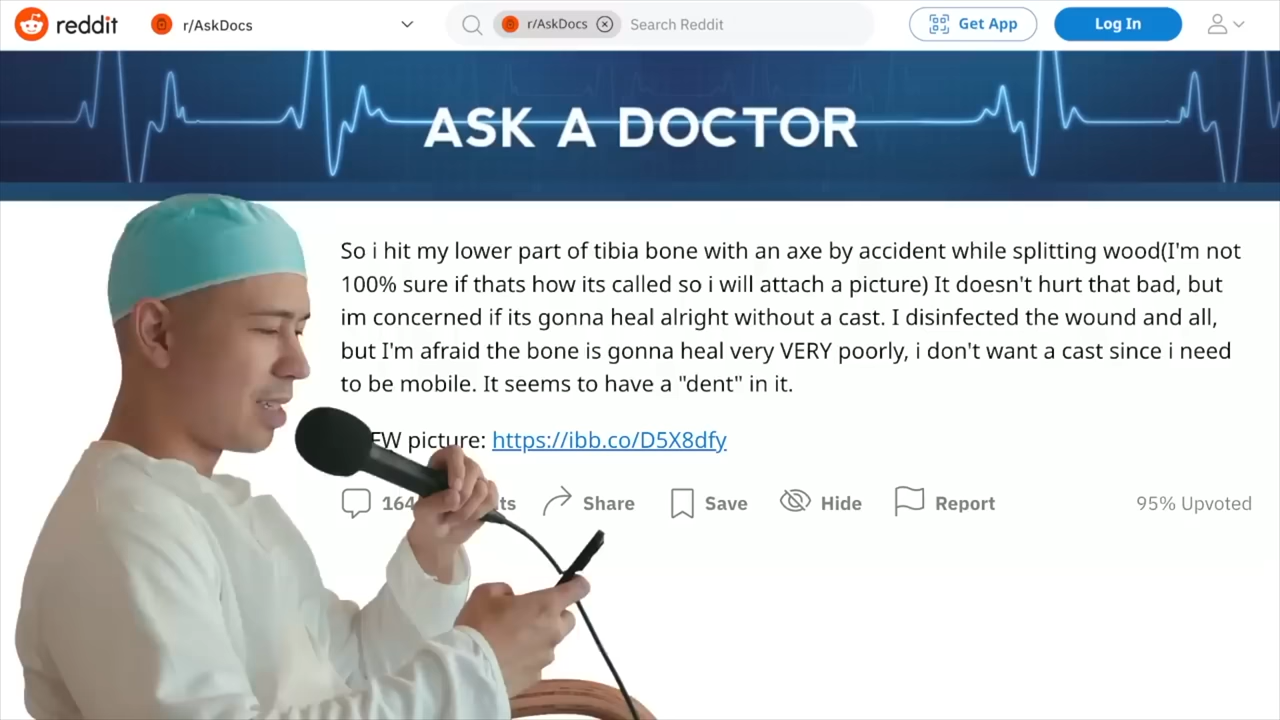 reddit
r/AskDocs
r/AskDocs
Search Reddit
Get App
Log In
ASK A DOCTOR
So i hit my lower part of tibia bone with an axe by accident while splitting wood(I'm not
100% sure if thats how its called so i will attach a picture) It doesn't hurt that bad, but
im concerned if its gonna heal alright without a cast. I disinfected the wound and all,
but I'm afraid the bone is gonna heal very VERY poorly, i don't want a cast since i need
to be mobile. It seems to have a "dent" in it.
picture: https://ibb.co/D5X8dfy
Share
Save
Hide
Report
95% Upvoted